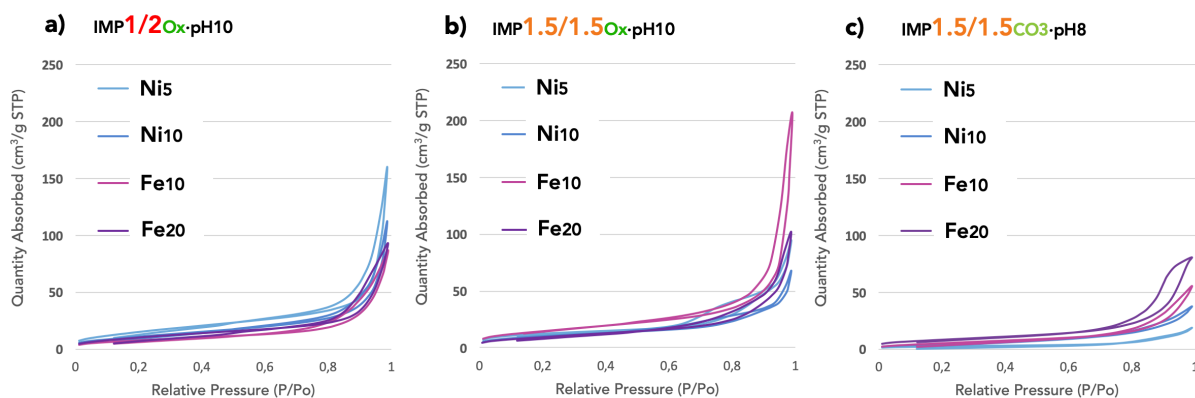 a) IMP1/2Ox·pH10
250
200
150
100
50
0
Quantity Absorbed (cm³/g STP)
Ni5
Ni10
Fe10
Fe20
0 0,2 0,4 0,6 0,8 1
Relative Pressure (P/Po)
b) IMP1.5/1.5Ox·pH10
250
200
150
100
50
0
Quantity Absorbed (cm³/g STP)
Ni5
Ni10
Fe10
Fe20
0 0,2 0,4 0,6 0,8 1
Relative Pressure (P/Po)
c) IMP1.5/1.5CO3·pH8
250
200
150
100
50
0
Quantity Absorbed (cm³/g STP)
Ni5
Ni10
Fe10
Fe20
0 0,2 0,4 0,6 0,8 1
Relative Pressure (P/Po)